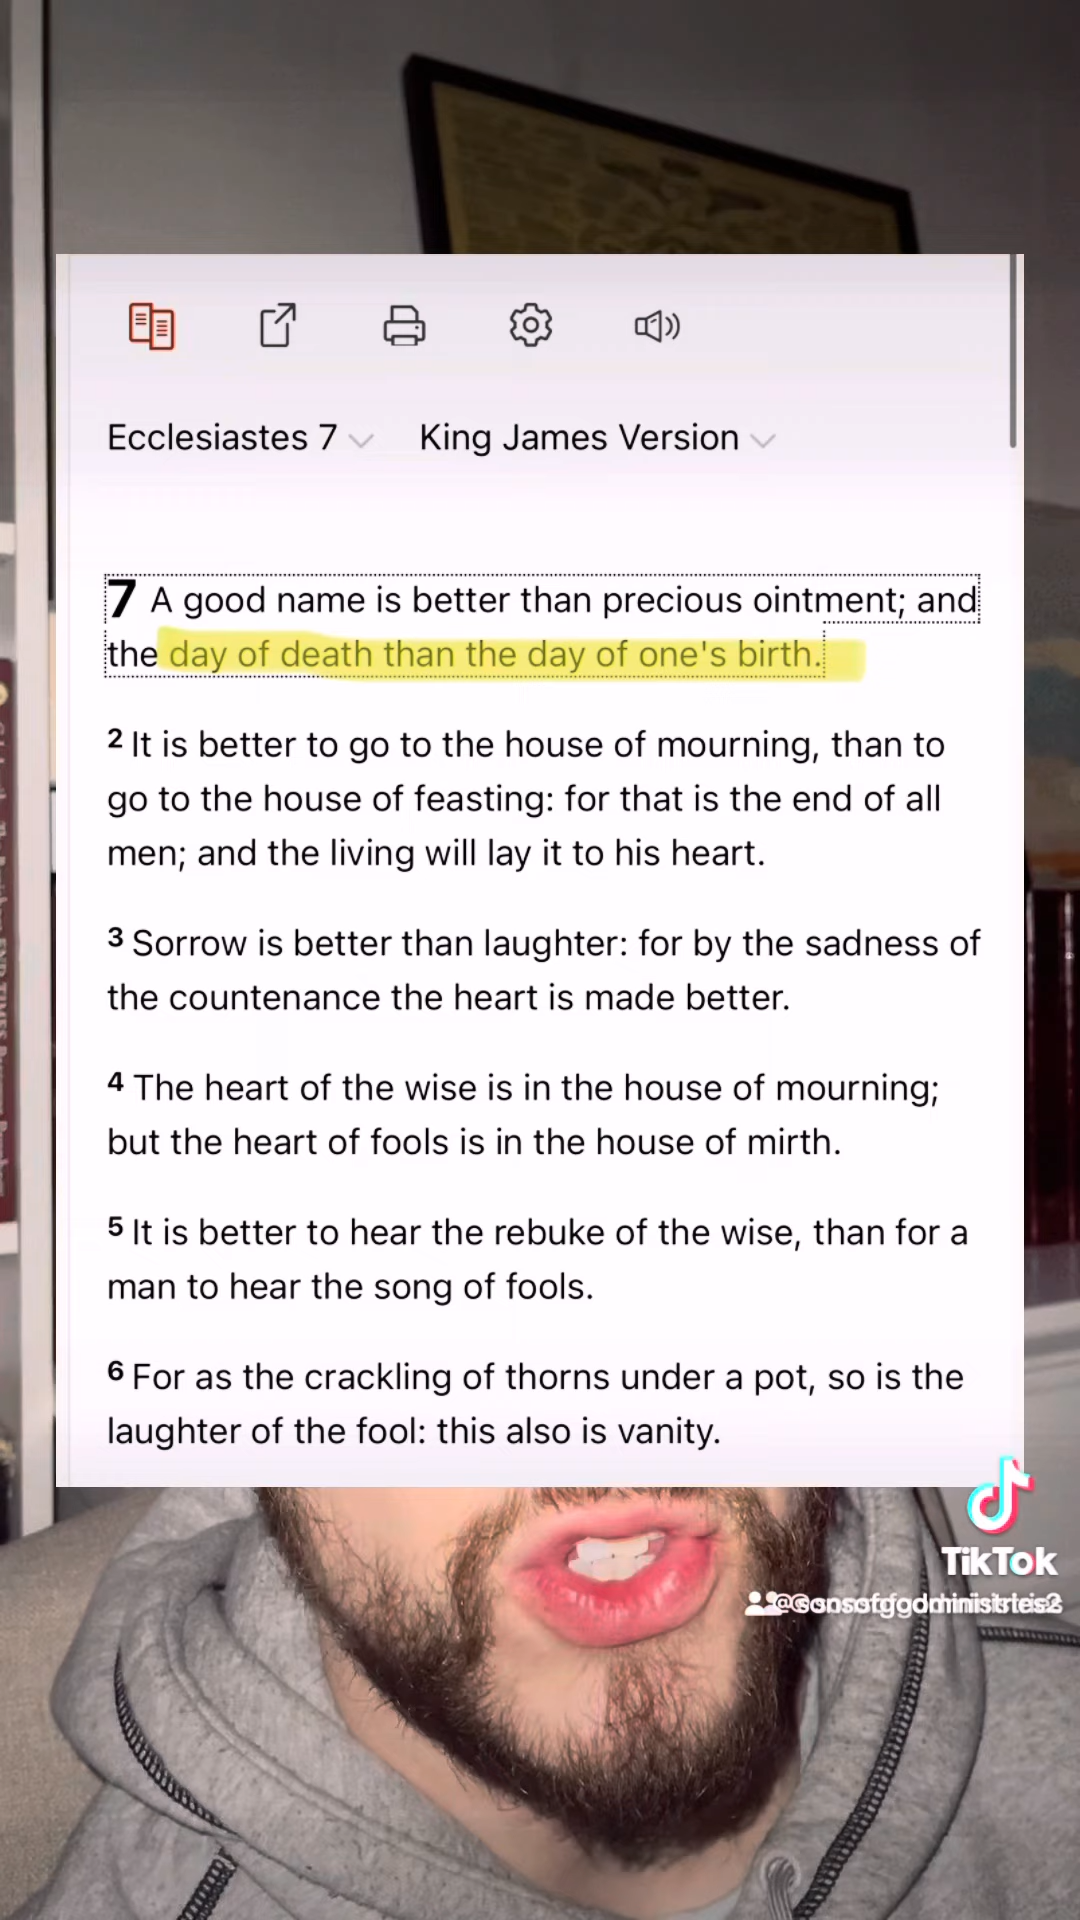 Ecclesiastes 7 King James Version
7 A good name is better than precious ointment; and
the day of death than the day of one's birth.
2 It is better to go to the house of mourning, than to
go to the house of feasting: for that is the end of all
men; and the living will lay it to his heart.
3 Sorrow is better than laughter: for by the sadness of
the countenance the heart is made better.
4 The heart of the wise is in the house of mourning;
but the heart of fools is in the house of mirth.
5 It is better to hear the rebuke of the wise, than for a
man to hear the song of fools.
6 For as the crackling of thorns under a pot, so is the
laughter of the fool: this also is vanity.
TikTok
END TIMES